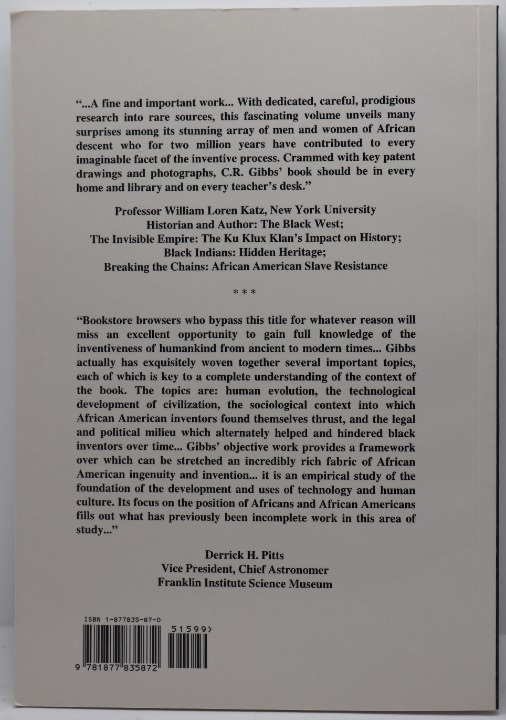 “...A fine and important work... With dedicated, careful, prodigious
research into rare sources, this fascinating volume unveils many
surprises among its stunning array of men and women of African
descent who for two million years have contributed to every
imaginable facet of the inventive process. Crammed with key patent
drawings and photographs, C.R. Gibbs’ book should be in every
home and library and on every teacher’s desk.”
Professor William Loren Katz, New York University
Historian and Author: The Black West;
The Invisible Empire: The Ku Klux Klan’s Impact on History;
Black Indians: Hidden Heritage;
Breaking the Chains: African American Slave Resistance
* * *
“Bookstore browsers who bypass this title for whatever reason will
miss an excellent opportunity to gain full knowledge of the
inventiveness of humankind from ancient to modern times... Gibbs
actually has exquisitely woven together several important topics,
each of which is key to a complete understanding of the context of
the book. The topics are: human evolution, the technological
development of civilization, the sociological context into which
African American inventors found themselves thrust, and the legal
and political milieu which alternately helped and hindered black
inventors over time... Gibbs’ objective work provides a framework
over which can be stretched an incredibly rich fabric of African
American ingenuity and invention... it is an empirical study of the
foundation of the development and uses of technology and human
culture. Its focus on the position of Africans and African Americans
fills out what has previously been incomplete work in this area of
study...”
Derrick H. Pitts
Vice President, Chief Astronomer
Franklin Institute Science Museum
ISBN 1-877835-87-0
51599>
9 781877 835872